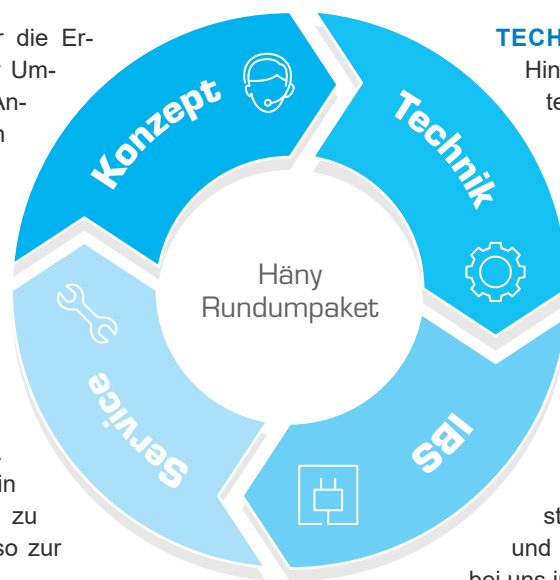 r die Er-
Um-
An-
TECH
Hin
te
Konzept
Technik
Häny
Rundumpaket
Service
IBS
in
zu
so zur
st
und
bei uns i